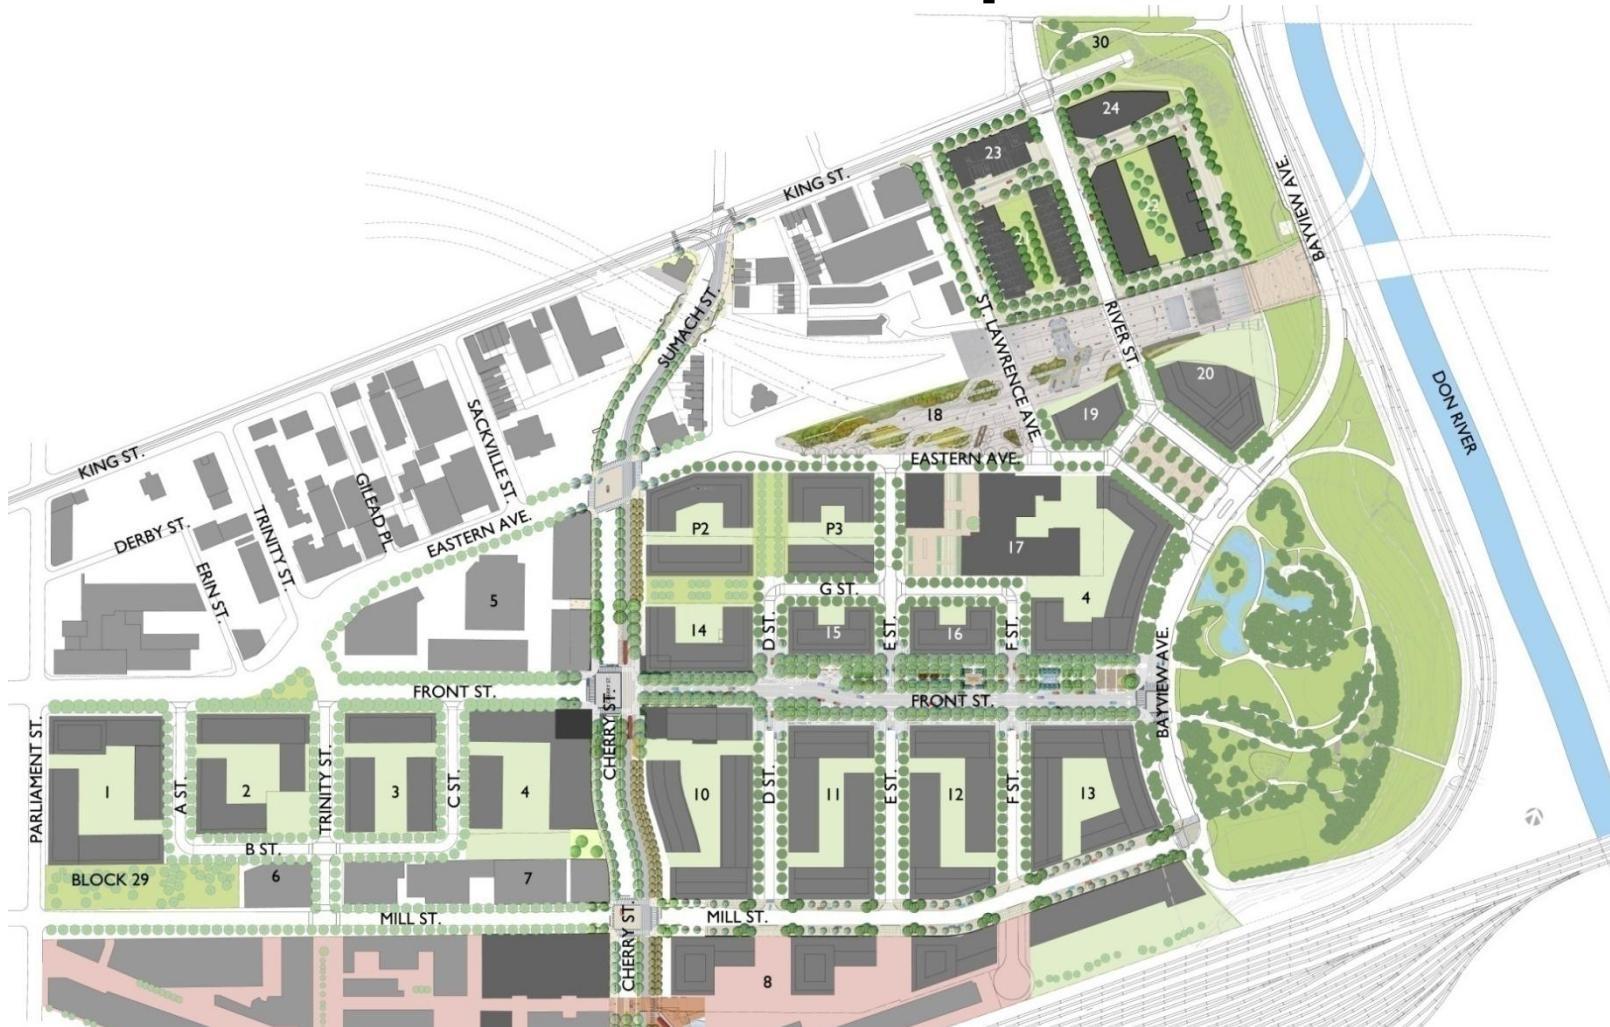 30
24
KING ST.
23
BAYVIEW AVE.
22
21
SUMACH ST.
ST. LAWRENCE AVE.
RIVER ST.
20
DON RIVER
18
19
KING ST.
SACKVILLE ST.
GILEAD PL.
EASTERN AVE.
DERBY ST.
TRINITY ST.
EASTERN AVE.
P2
P3
17
ERIN ST.
5
G ST.
4
14
D ST.
15
E ST.
16
F ST.
BAYVIEW AVE.
FRONT ST.
FRONT ST.
PARLIAMENT ST.
CHERRY ST.
1
A ST.
2
TRINITY ST.
3
C ST.
4
10
D ST.
11
E ST.
12
F ST.
13
B ST.
BLOCK 29
6
7
MILL ST.
CHERRY ST.
MILL ST.
8